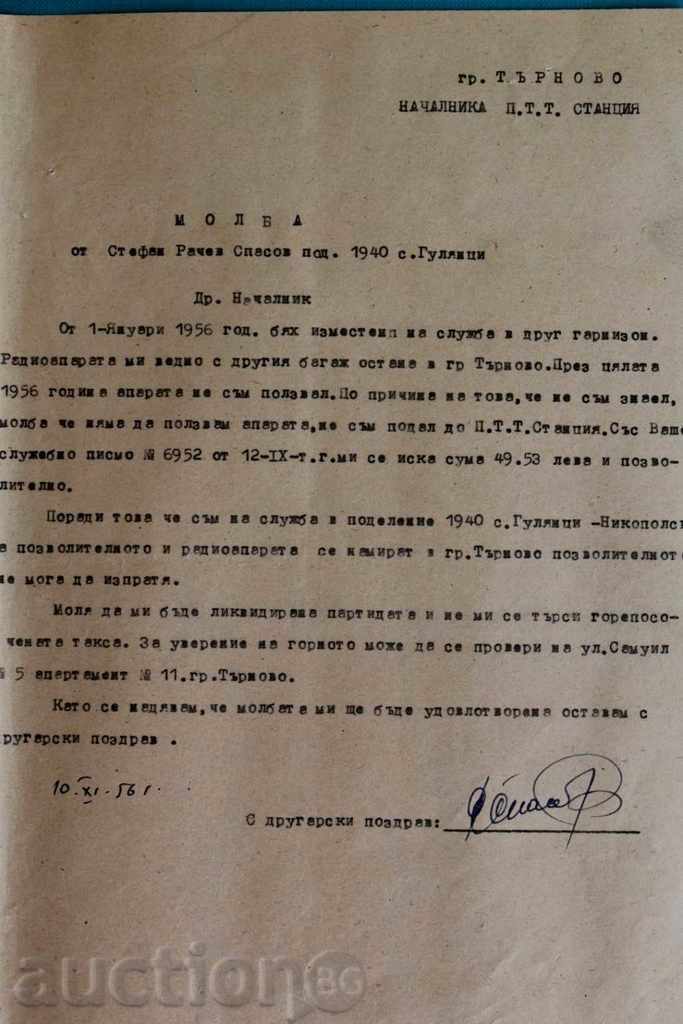 гр. ТЪРНОВО
НАЧАЛНИКА П.Т.Т. СТАНЦИЯ
МОЛБА
от Стефан Рачев Спасов под. 1940 с.Гулянци
Др. Началник
От 1-Януари 1956 год. бях изместенп на служба в друг гарнизон.
Радиоапарата ми ведно с другия багаж остана в гр Търново.През цялата
1956 година апарата не съм ползвал.По причина на това,че не съм знаел,
молба че няма да ползвам апарата,не съм подал до П.Т.Т.Станция.Със Ваше
служебно писмо № 6952 от 12-IX-т.г.ми се иска сума 49.53 лева и позво-
лително.
Поради това че съм на служба в поделение 1940 с.Гулянци -Никополск
а позволителното и радиоапарата се намират в гр.Търново позволителното
не мога да изпратя.
Моля да ми бъде ликвидирана партидата и не ми се търси горепосо-
чената такса. За уверение на горното може да се провери на ул.Самуил
№ 5 апартамент № 11.гр.Търново.
Като се надявам,че молбата ми ще бъде удовлотворена оставам с
ругарски поздрав .
10.XI.56 г.
С другарски поздрав:
auctionBG